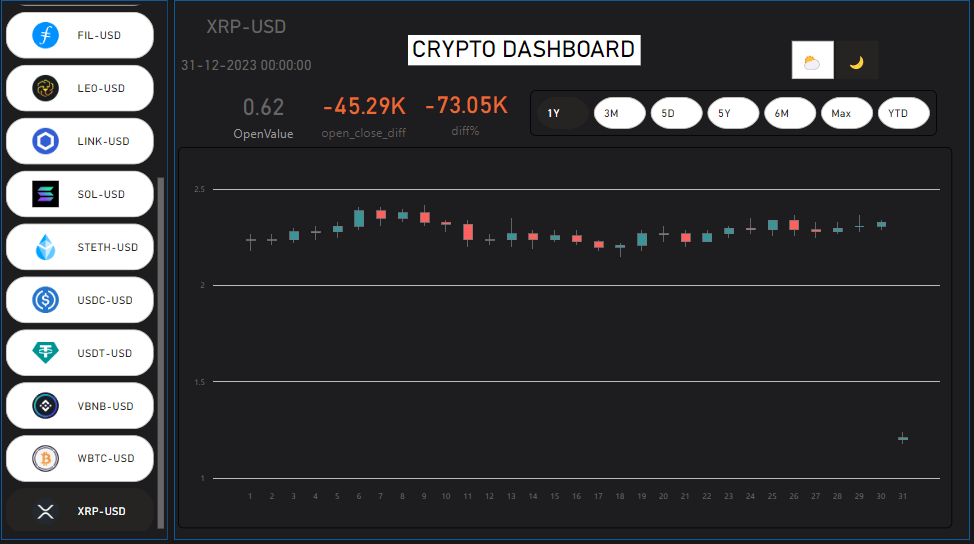 FIL-USD
LEO-USD
LINK-USD
SOL-USD
STETH-USD
USDC-USD
USDT-USD
VBNB-USD
WBTC-USD
XRP-USD
XRP-USD
CRYPTO DASHBOARD
31-12-2023 00:00:00
0.62 -45.29K -73.05K
OpenValue open_close_diff diff%
1Y 3M 5D 5Y 6M Max YTD
2.5
2
1.5
1
1 2 3 4 5 6 7 8 9 10 11 12 13 14 15 16 17 18 19 20 21 22 23 24 25 26 27 28 29 30 31